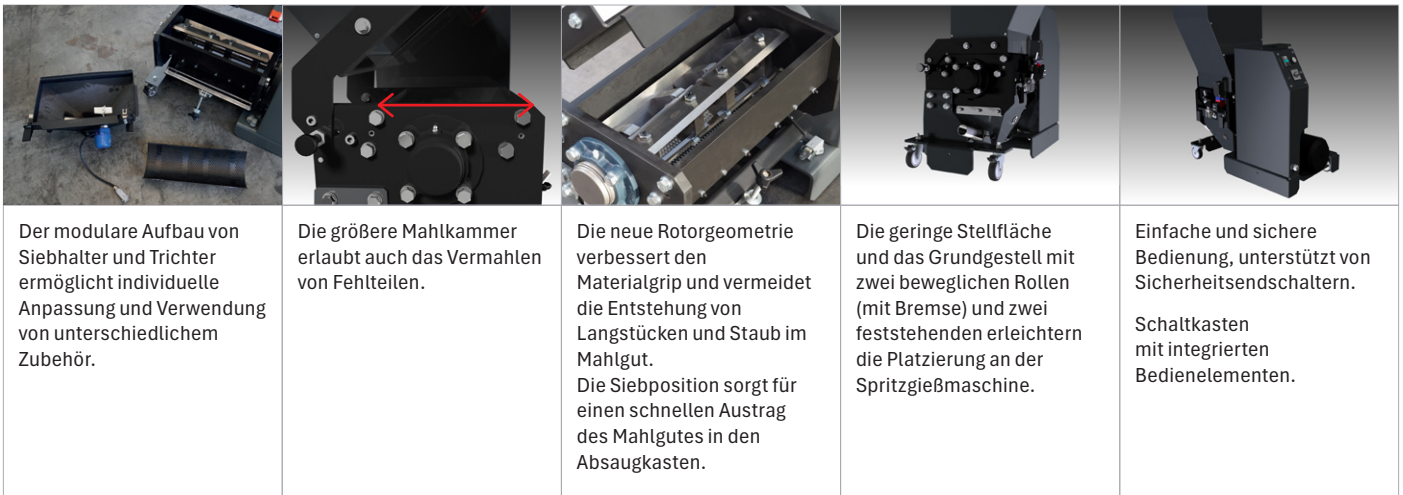 Der modulare Aufbau von
Siebhalter und Trichter
ermöglicht individuelle
Anpassung und Verwendung
von unterschiedlichem
Zubehör.
Die größere Mahlkammer
erlaubt auch das Vermahlen
von Fehlteilen.
Die neue Rotorgeometrie
verbessert den
Materialgrip und vermeidet
die Entstehung von
Langstücken und Staub im
Mahlgut.
Die Siebposition sorgt für
einen schnellen Austrag
des Mahlgutes in den
Absaugkasten.
Die geringe Stellfläche
und das Grundgestell mit
zwei beweglichen Rollen
(mit Bremse) und zwei
feststehenden erleichtern
die Platzierung an der
Spritzgießmaschine.
Einfache und sichere
Bedienung, unterstützt von
Sicherheitsendschaltern.
Schaltkasten
mit integrierten
Bedienelementen.